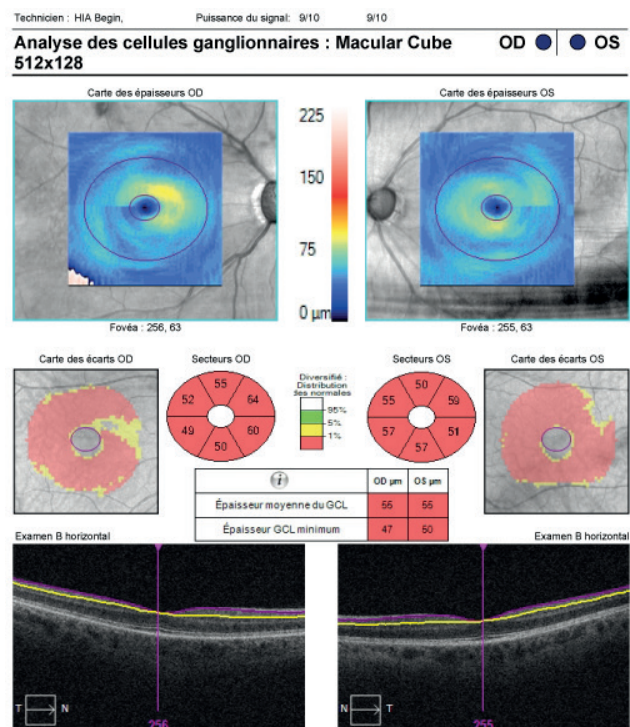 Technicien : HIA Begin, Puissance du signal: 9/10 9/10
Analyse des cellules ganglionnaires : Macular Cube 512x128 OD OS
Carte des épaisseurs OD Carte des épaisseurs OS
225
150
75
0 µm
Fovéa : 256, 63 Fovéa : 255, 63
Carte des écarts OD Secteurs OD Diversifié : Distribution des normales Secteurs OS Carte des écarts OS
55 64 60 50 49 52
95%
5%
1%
50 59 51 57 57 55
OD µm OS µm
Épaisseur moyenne du GCL 55 55
Épaisseur GCL minimum 47 50
Examen B horizontal Examen B horizontal
T N 256 N T 255